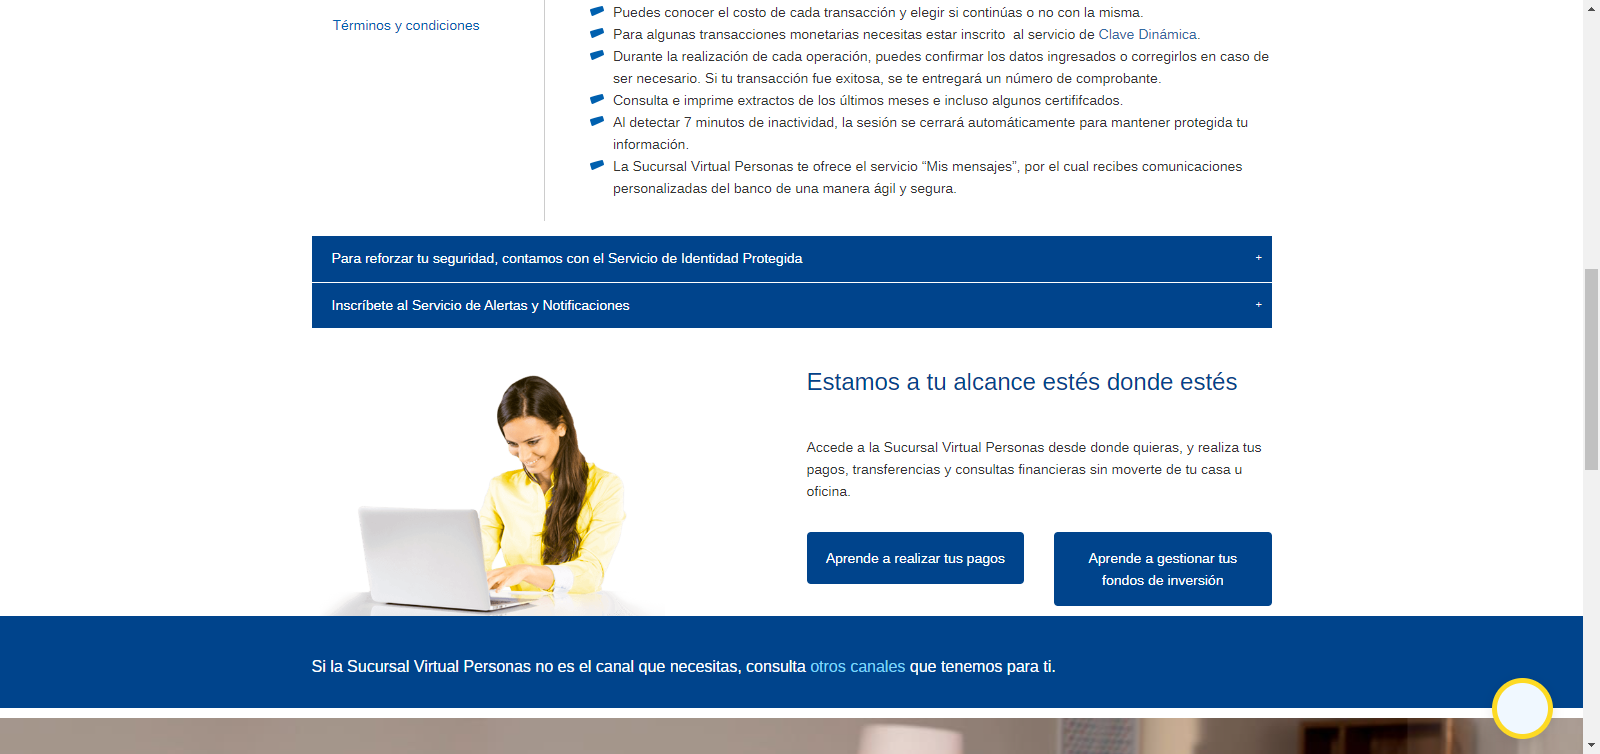 Términos y condiciones
Puedes conocer el costo de cada transacción y elegir si continúas o no con la misma.
Para algunas transacciones monetarias necesitas estar inscrito  al servicio de Clave Dinámica.
Durante la realización de cada operación, puedes confirmar los datos ingresados o corregirlos en caso de
ser necesario. Si tu transacción fue exitosa, se te entregará un número de comprobante.
Consulta e imprime extractos de los últimos meses e incluso algunos certififcados.
Al detectar 7 minutos de inactividad, la sesión se cerrará automáticamente para mantener protegida tu
información.
La Sucursal Virtual Personas te ofrece el servicio “Mis mensajes”, por el cual recibes comunicaciones
personalizadas del banco de una manera ágil y segura.
Para reforzar tu seguridad, contamos con el Servicio de Identidad Protegida +
Inscríbete al Servicio de Alertas y Notificaciones +
Estamos a tu alcance estés donde estés
Accede a la Sucursal Virtual Personas desde donde quieras, y realiza tus
pagos, transferencias y consultas financieras sin moverte de tu casa u
oficina.
Aprende a realizar tus pagos
Aprende a gestionar tus
fondos de inversión
Si la Sucursal Virtual Personas no es el canal que necesitas, consulta otros canales que tenemos para ti.